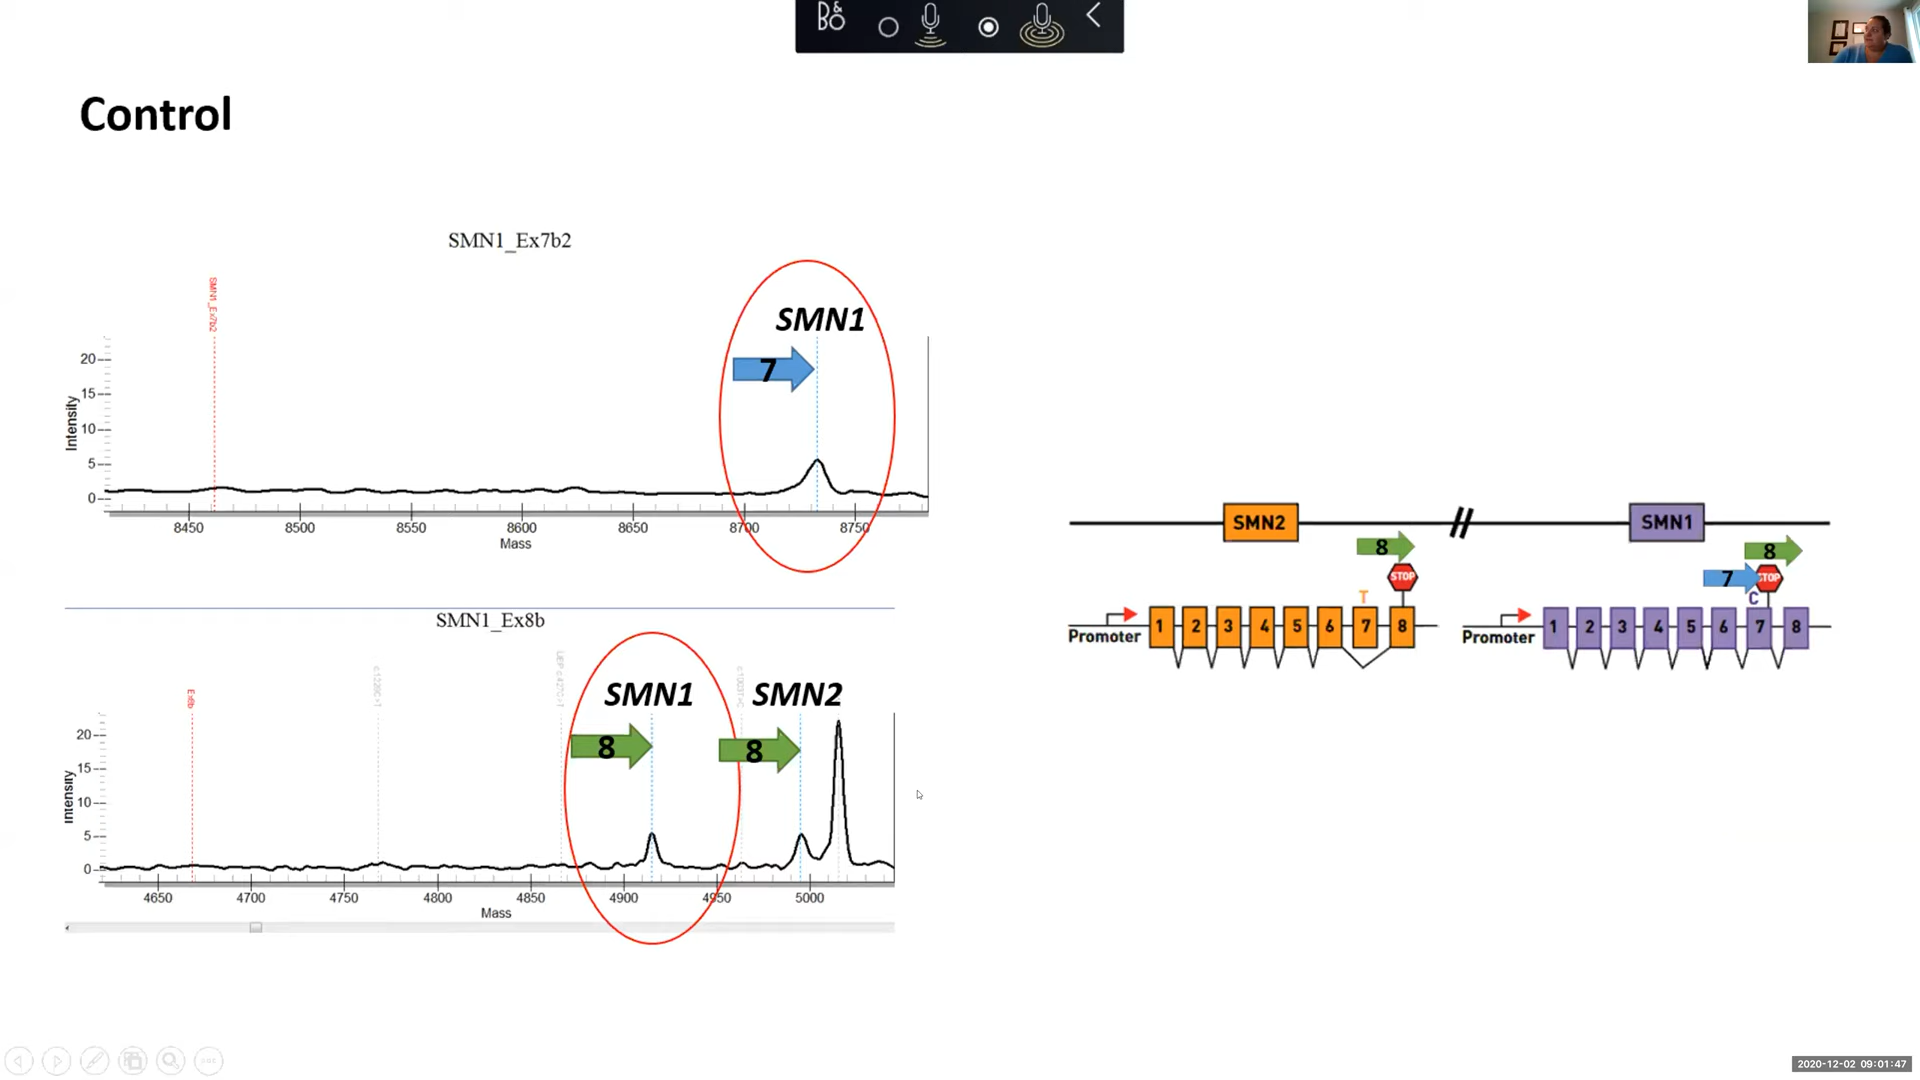 B&O
Control
SMN1_Ex7b2
SMN1_Ex7b2
SMN1
7
20
15
10
5
0
Intensity
8450 8500 8550 8600 8650 8700 8750
Mass
SMN1_Ex8b
Ex8b
SMN1 SMN2
8 8
20
15
10
5
0
Intensity
4650 4700 4750 4800 4850 4900 4950 5000
Mass
SMN2 SMN1
8 8
STOP 7 STOP
T C
Promoter 1 2 3 4 5 6 7 8 Promoter 1 2 3 4 5 6 7 8
2020-12-02 09:01:47